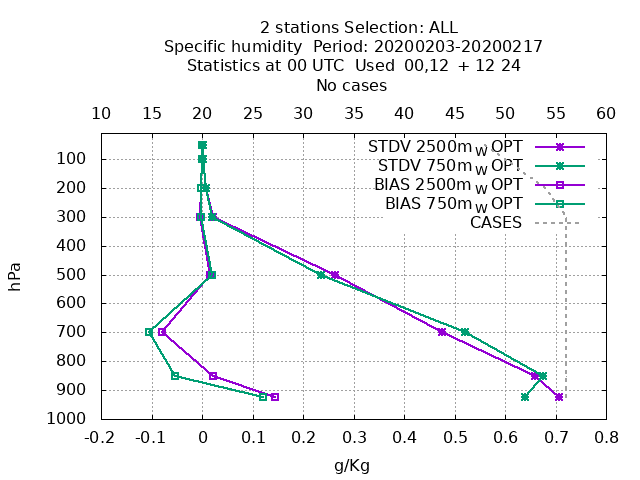 2 stations Selection: ALL
Specific humidity  Period: 20200203-20200217
Statistics at 00 UTC  Used  00,12  + 12 24
No cases
10 15 20 25 30 35 40 45 50 55 60
STDV 2500m W OPT
STDV 750m W OPT
BIAS 2500m W OPT
BIAS 750m W OPT
CASES
hPa
100
200
300
400
500
600
700
800
900
1000
-0.2 -0.1 0 0.1 0.2 0.3 0.4 0.5 0.6 0.7 0.8
g/Kg